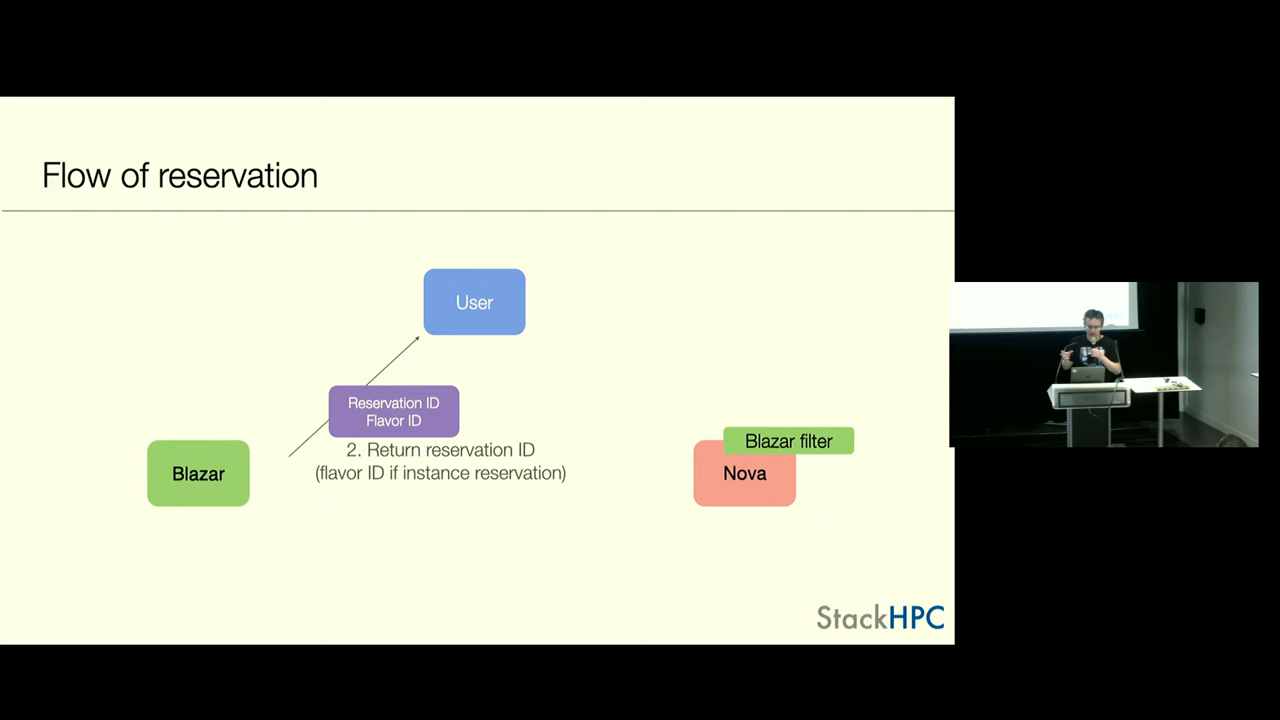 Flow of reservation
User
Reservation ID
Flavor ID
2. Return reservation ID
(flavor ID if instance reservation)
Blazar
Blazar filter
Nova
StackHPC